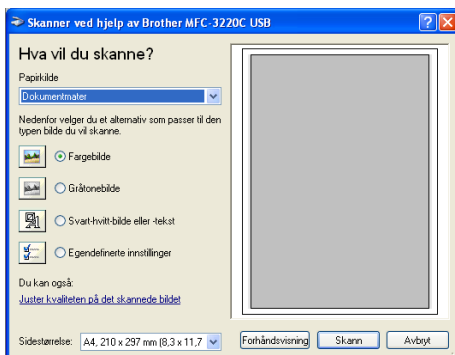 Skanner ved hjelp av Brother MFC-3220C USB
Hva vil du skanne?
Papirkilde
Dokumentmater
Nedenfor velger du et alternativ som passer til den
typen bilde du vil skanne.
Fargebilde
Gråtonebilde
Svart-hvitt-bilde eller -tekst
Egendefinerte innstillinger
Du kan også:
Juster kvaliteten på det skannede bildet
Sidestørrelse: A4, 210 x 297 mm (8,3 x 11,7
Forhåndsvisning Skann Avbryt